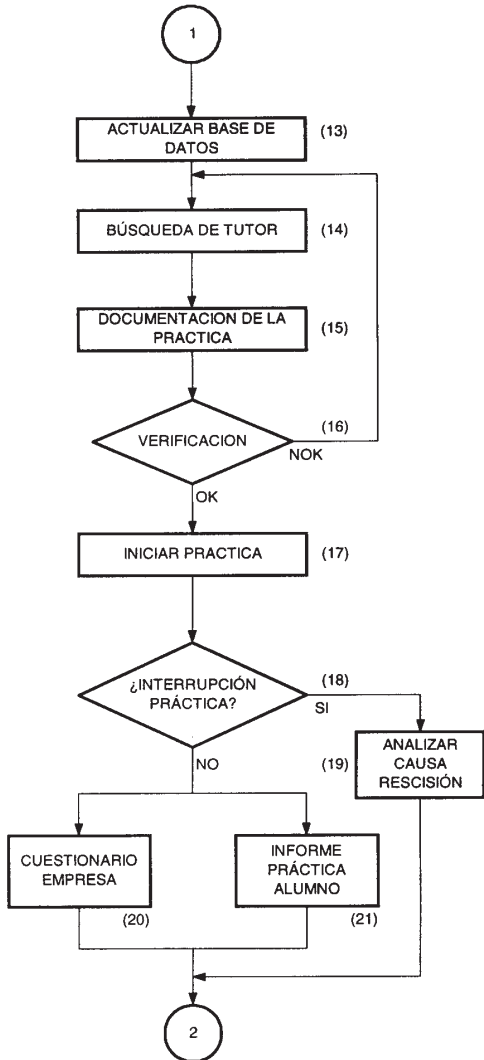 1
ACTUALIZAR BASE DE
DATOS
(13)
BÚSQUEDA DE TUTOR
(14)
DOCUMENTACION DE LA
PRACTICA
(15)
VERIFICACION
(16)
NOK
OK
INICIAR PRACTICA
(17)
¿INTERRUPCIÓN
PRÁCTICA?
(18)
SI
ANALIZAR
CAUSA
RESCISIÓN
(19)
NO
CUESTIONARIO
EMPRESA
(20)
INFORME
PRÁCTICA
ALUMNO
(21)
2